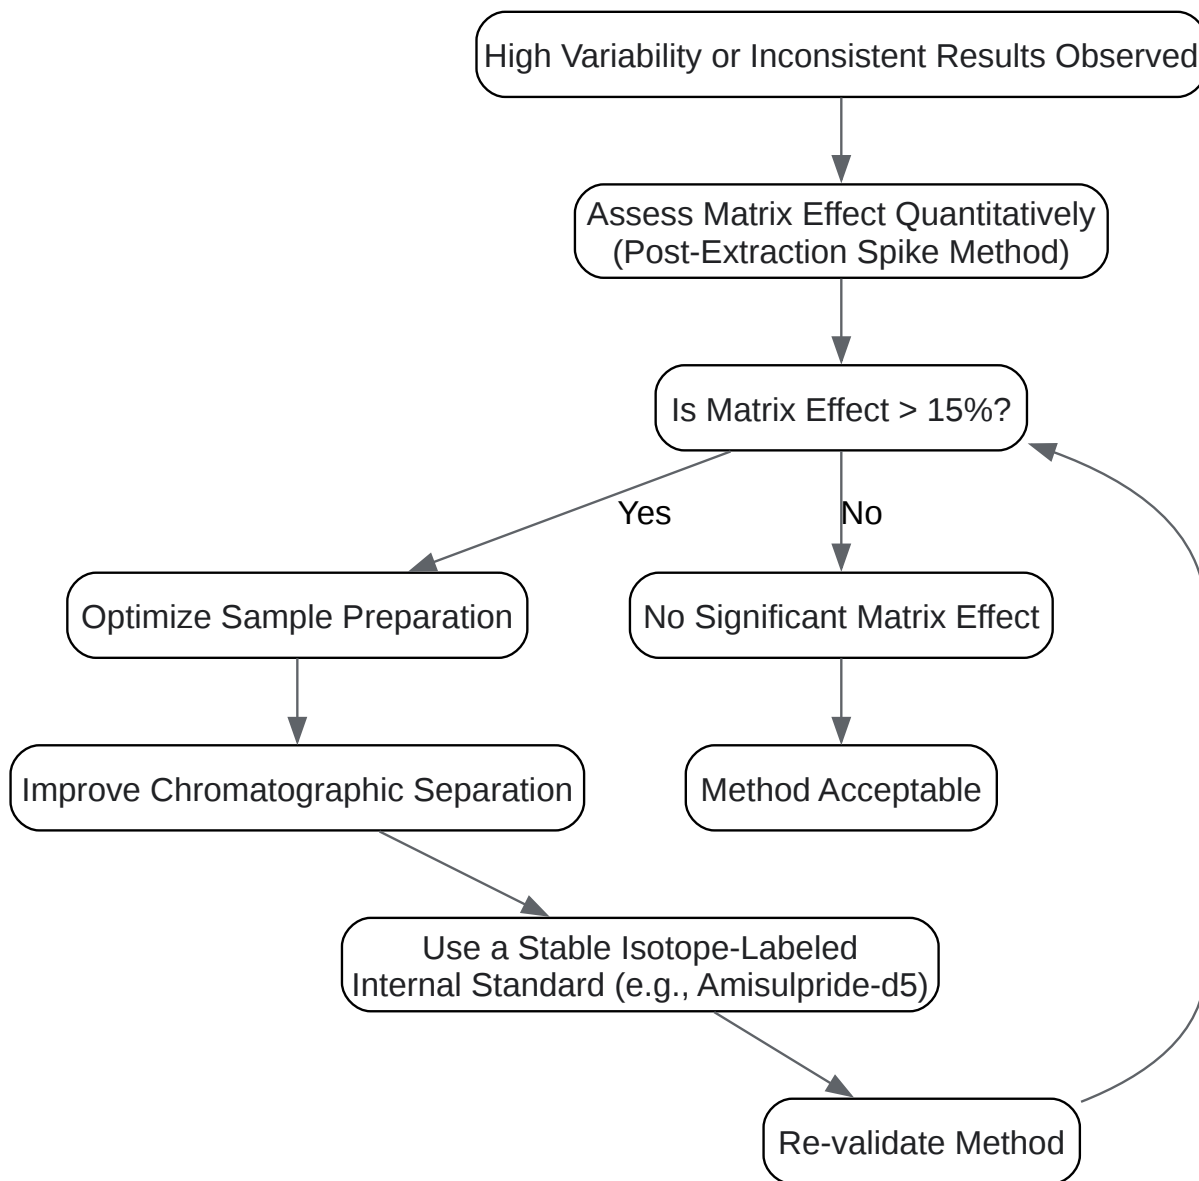 High Variability or Inconsistent Results Observed
Assess Matrix Effect Quantitatively
(Post-Extraction Spike Method)
Is Matrix Effect > 15%?
Yes
No
Optimize Sample Preparation
No Significant Matrix Effect
Improve Chromatographic Separation
Method Acceptable
Use a Stable Isotope-Labeled
Internal Standard (e.g., Amisulpride-d5)
Re-validate Method